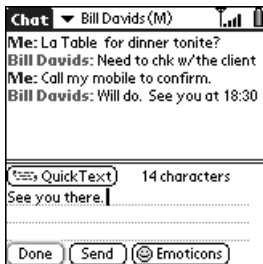 Chat Bill Davids (M)
Me: La Table for dinner tonite?
Bill Davids: Need to chk w/the client
Me: Call my mobile to confirm.
Bill Davids: Will do. See you at 18:30
QuickText 14 characters
See you there.
Done Send Emoticons